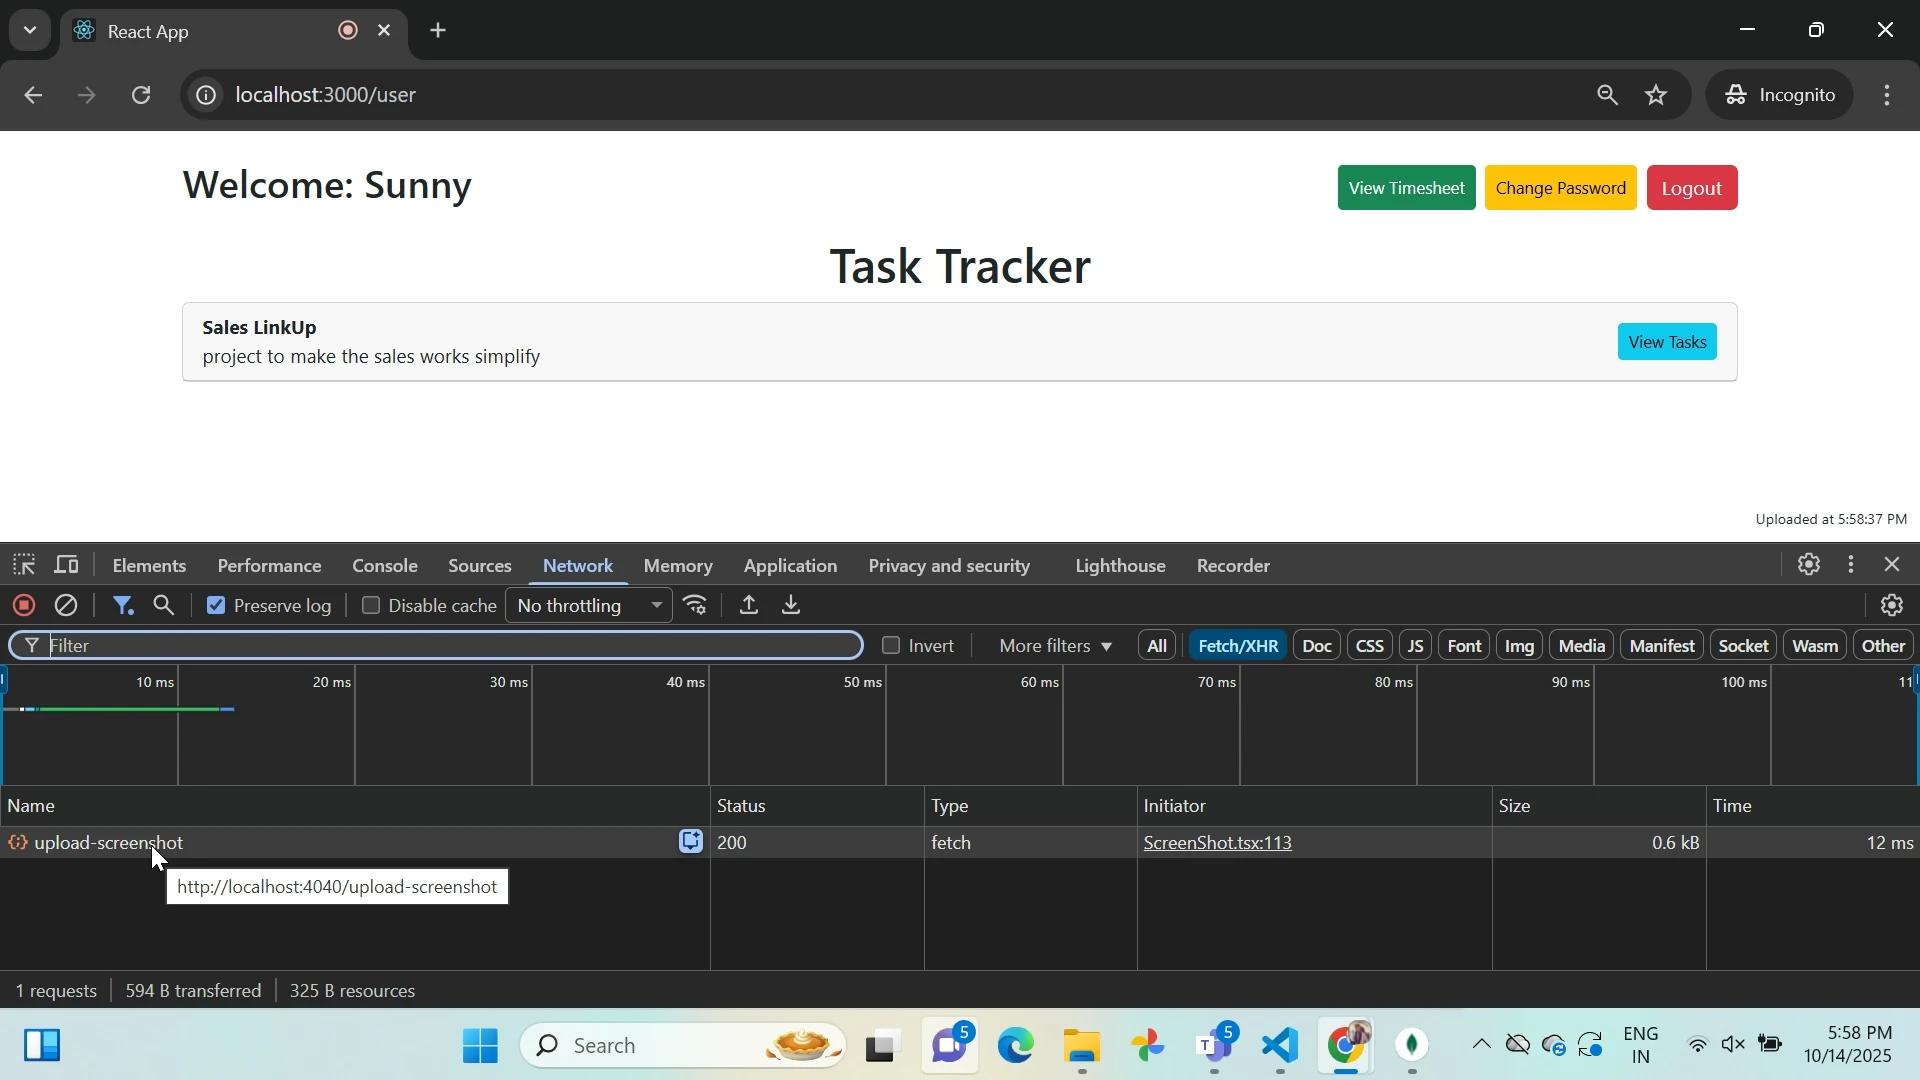 React App
localhost:3000/user
Incognito
Welcome: Sunny
View Timesheet
Change Password
Logout
Task Tracker
Sales LinkUp
project to make the sales works simplify
View Tasks
Uploaded at 5:58:37 PM
Elements
Performance
Console
Sources
Network
Memory
Application
Privacy and security
Lighthouse
Recorder
Preserve log
Disable cache
No throttling
Filter
Invert
More filters
All
Fetch/XHR
Doc
CSS
JS
Font
Img
Media
Manifest
Socket
Wasm
Other
10 ms
20 ms
30 ms
40 ms
50 ms
60 ms
70 ms
80 ms
90 ms
100 ms
11
Name
Status
Type
Initiator
Size
Time
upload-screenshot
200
fetch
ScreenShot.tsx:113
0.6 kB
12 ms
http://localhost:4040/upload-screenshot
1 requests
594 B transferred
325 B resources
Search
5
T
5
ENG
IN
5:58 PM
10/14/2025